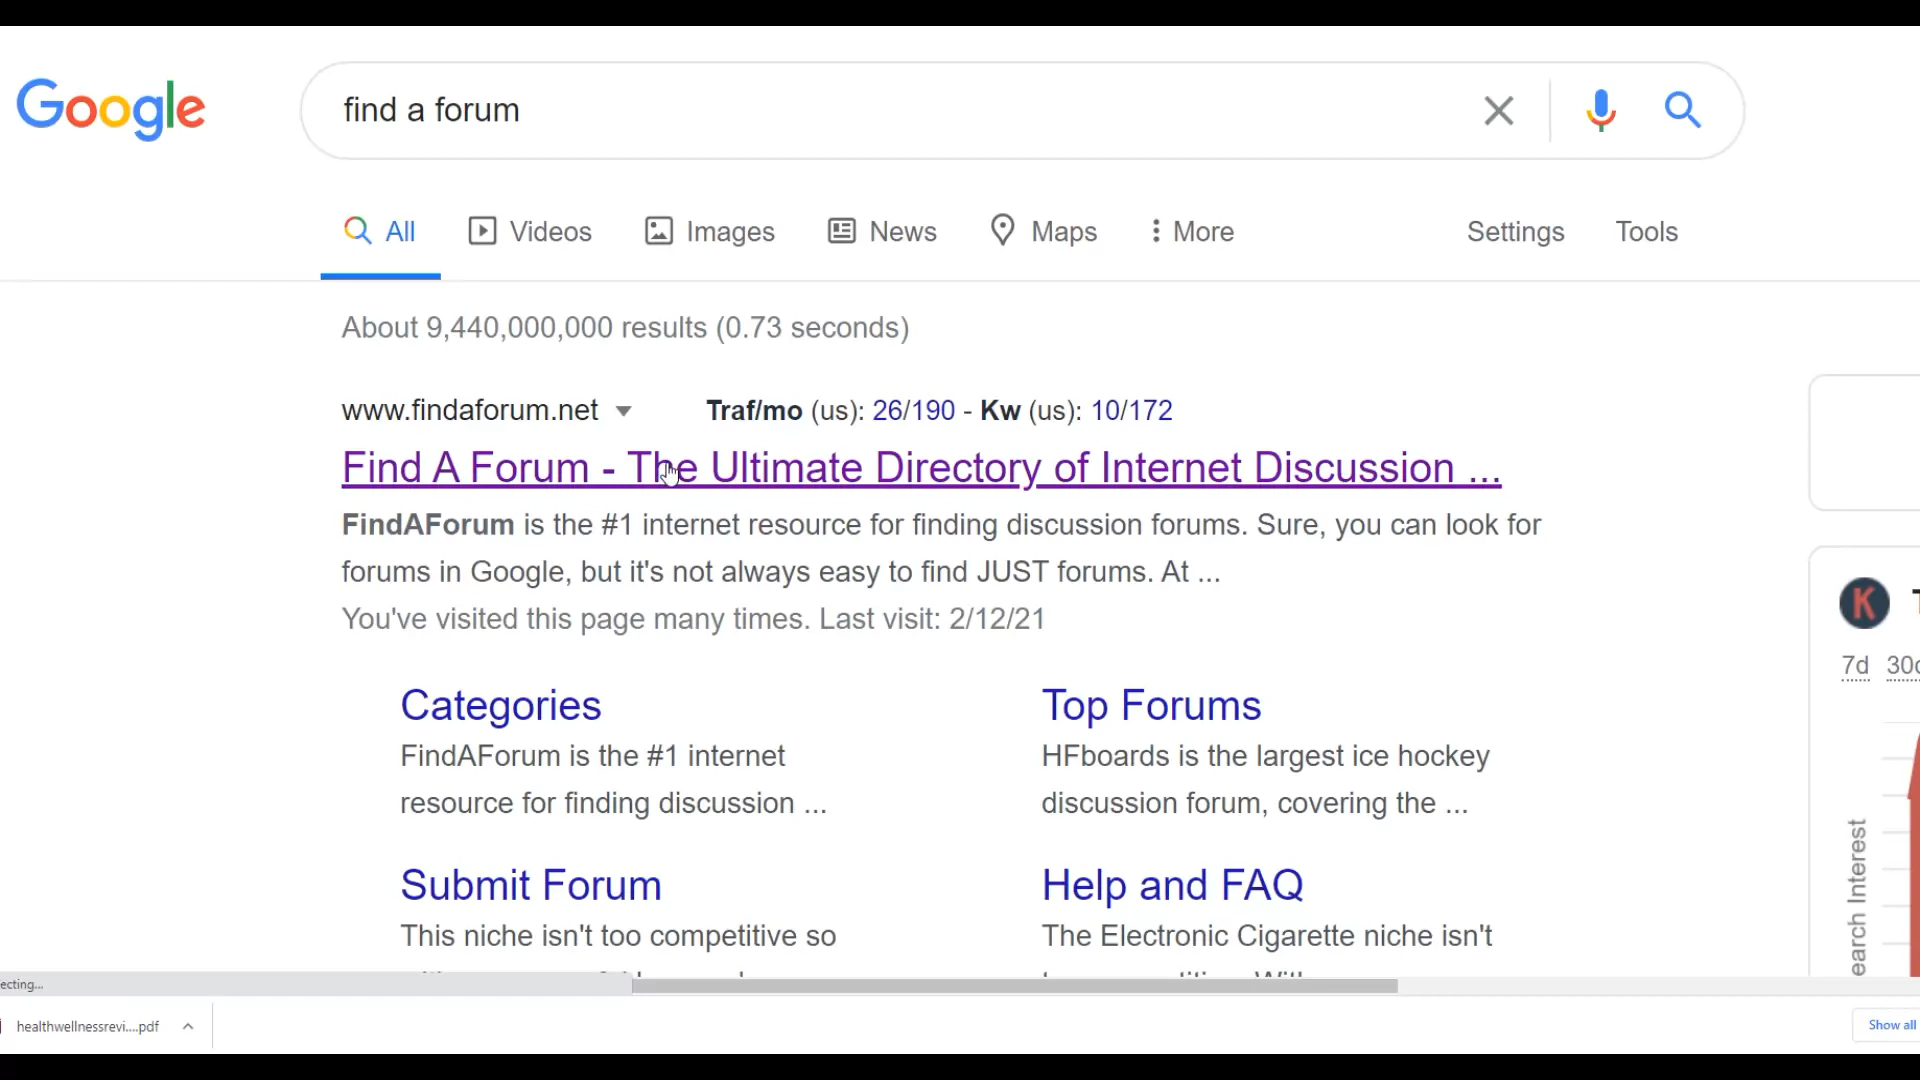 Google
find a forum
All
Videos
Images
News
Maps
More
Settings
Tools
About 9,440,000,000 results (0.73 seconds)
www.findaforum.net
Traf/mo (us): 26/190 - Kw (us): 10/172
Find A Forum - The Ultimate Directory of Internet Discussion ...
FindAForum is the #1 internet resource for finding discussion forums. Sure, you can look for
forums in Google, but it's not always easy to find JUST forums. At ...
You've visited this page many times. Last visit: 2/12/21
K
7d 30d
Categories
FindAForum is the #1 internet
resource for finding discussion ...
Top Forums
HFboards is the largest ice hockey
discussion forum, covering the ...
Submit Forum
This niche isn't too competitive so
Help and FAQ
The Electronic Cigarette niche isn't
earch Interest
ecting...
healthwellnessrevi....pdf
Show all